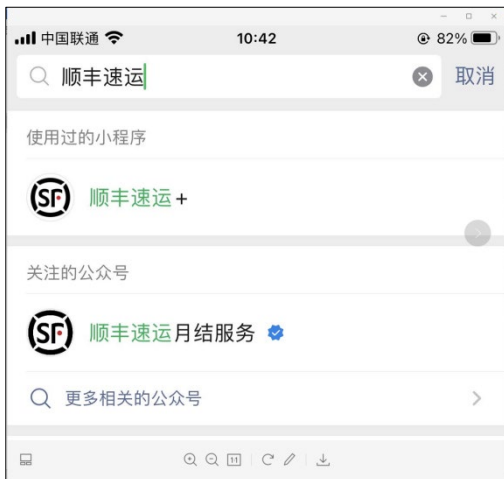 中国联通 10:42 82%
顺丰速运 取消
使用过的小程序
SF 顺丰速运+
关注的公众号
SF 顺丰速运月结服务
更多相关的公众号
1:1